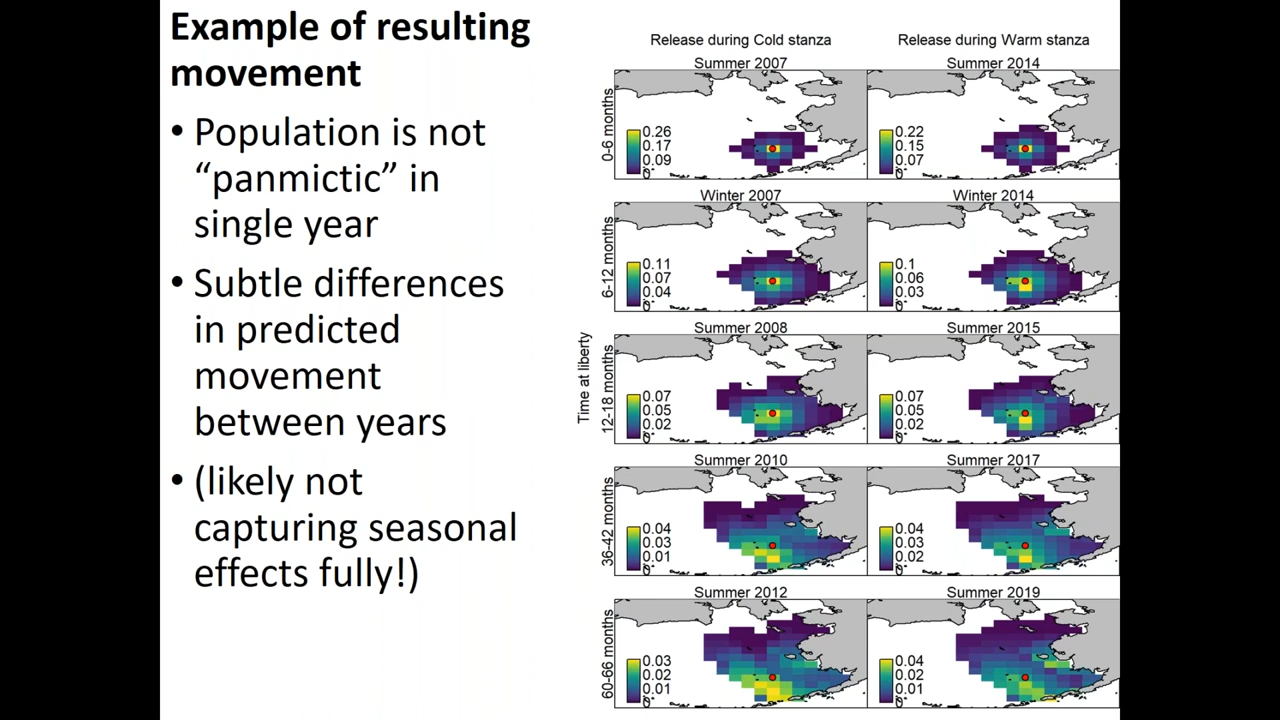 Example of resulting
movement
• Population is not
“panmictic” in
single year
• Subtle differences
in predicted
movement
between years
• (likely not
capturing seasonal
effects fully!)
Release during Cold stanza
Release during Warm stanza
Time at liberty
0-6 months
Summer 2007
0.26
0.17
0.09
Summer 2014
0.22
0.15
0.07
6-12 months
Winter 2007
0.11
0.07
0.04
Winter 2014
0.1
0.06
0.03
12-18 months
Summer 2008
0.07
0.05
0.02
Summer 2015
0.07
0.05
0.02
36-42 months
Summer 2010
0.04
0.03
0.01
Summer 2017
0.04
0.03
0.02
60-66 months
Summer 2012
0.03
0.02
0.01
Summer 2019
0.04
0.02
0.01